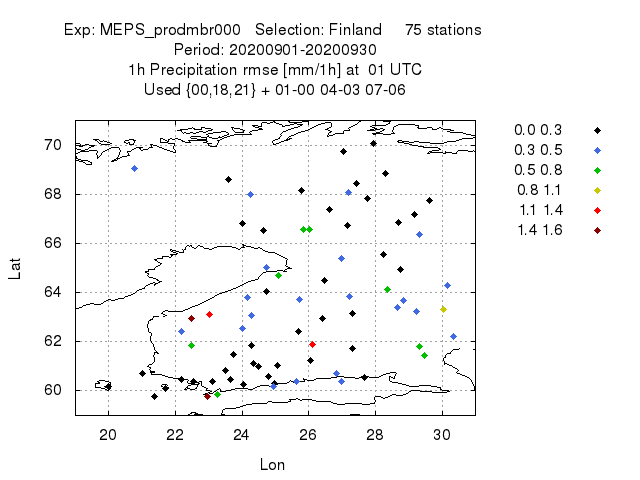 Exp: MEPS_prodmbr000 Selection: Finland 75 stations
Period: 20200901-20200930
1h Precipitation rmse [mm/1h] at 01 UTC
Used {00,18,21} + 01-00 04-03 07-06
70
68
66
64
62
60
Lat
20 22 24 26 28 30
Lon
0.0 0.3
0.3 0.5
0.5 0.8
0.8 1.1
1.1 1.4
1.4 1.6